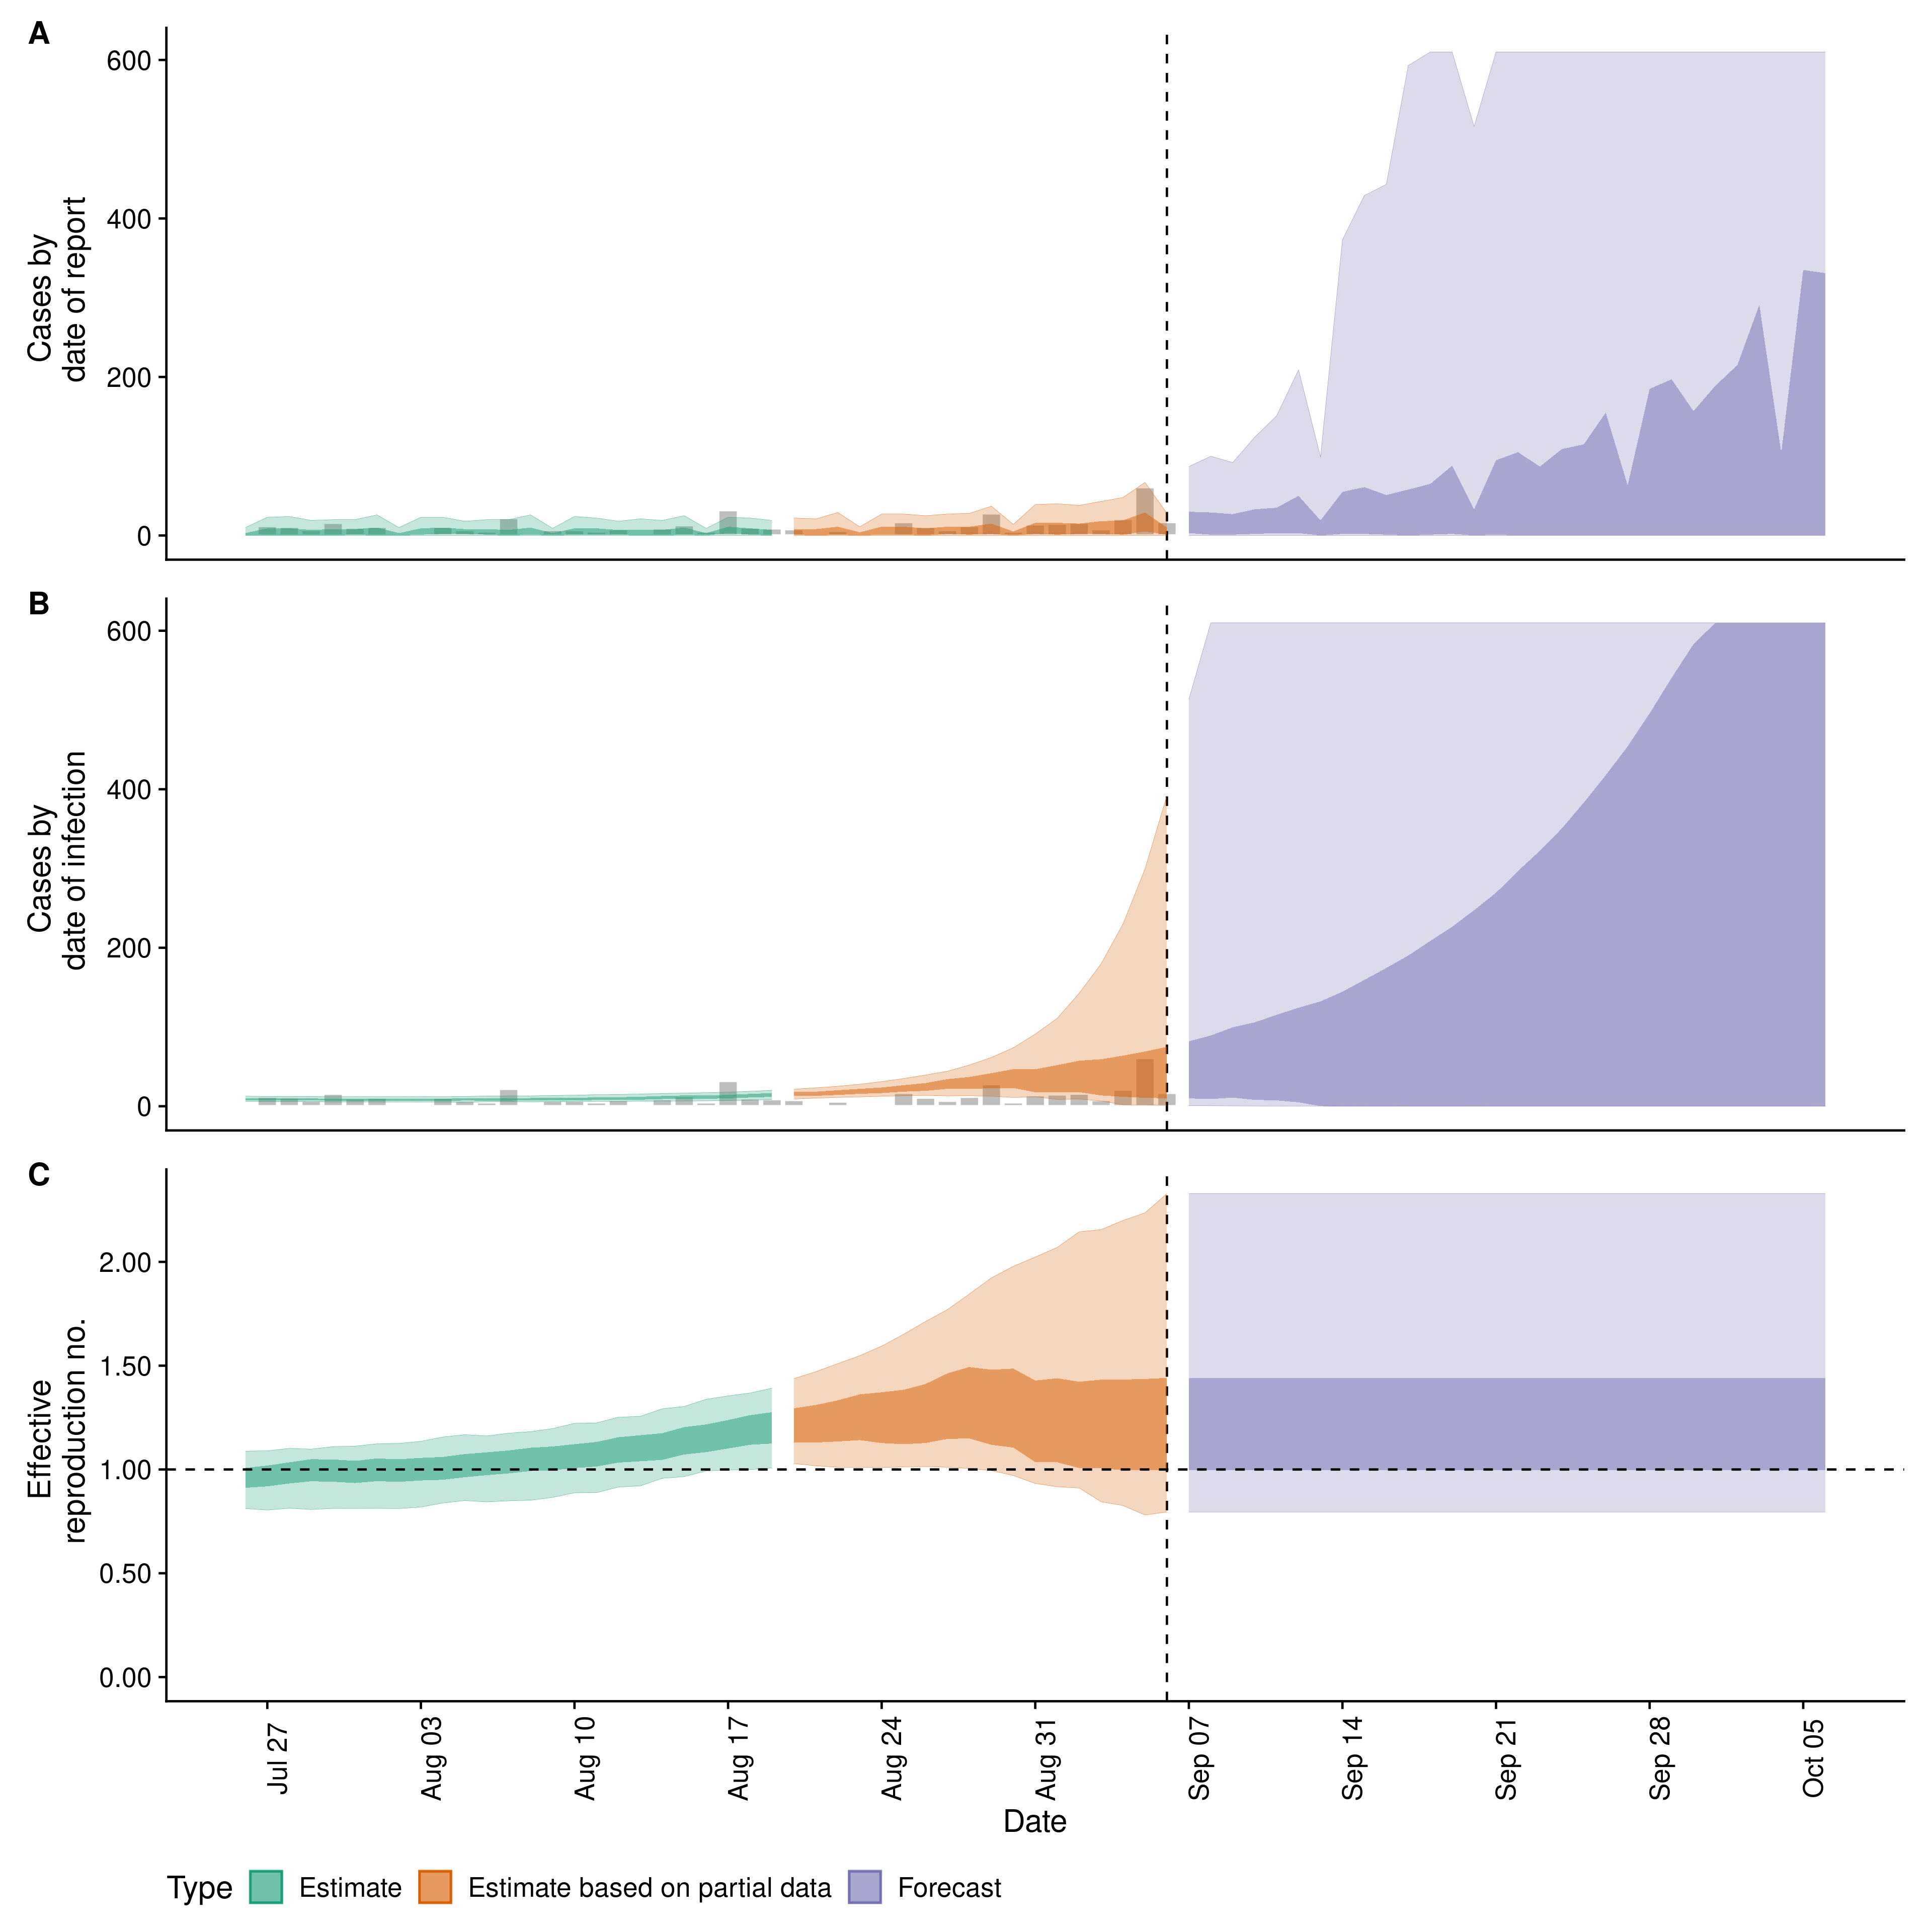 A
600
400
200
0
Cases by
date of report
B
600
400
200
0
Cases by
date of infection
C
2.00
1.50
1.00
0.50
0.00
Effective
reproduction no.
Jul 27
Aug 03
Aug 10
Aug 17
Aug 24
Aug 31
Sep 07
Sep 14
Sep 21
Sep 28
Oct 05
Date
Type Estimate Estimate based on partial data Forecast